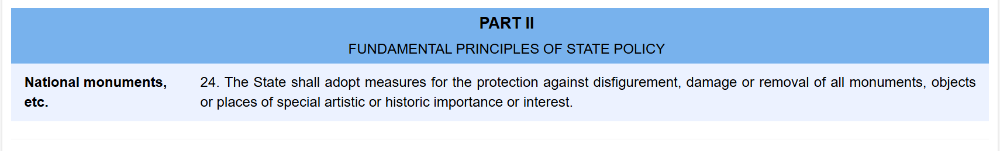 PART II
FUNDAMENTAL PRINCIPLES OF STATE POLICY
National monuments,
etc.
24. The State shall adopt measures for the protection against disfigurement, damage or removal of all monuments, objects
or places of special artistic or historic importance or interest.